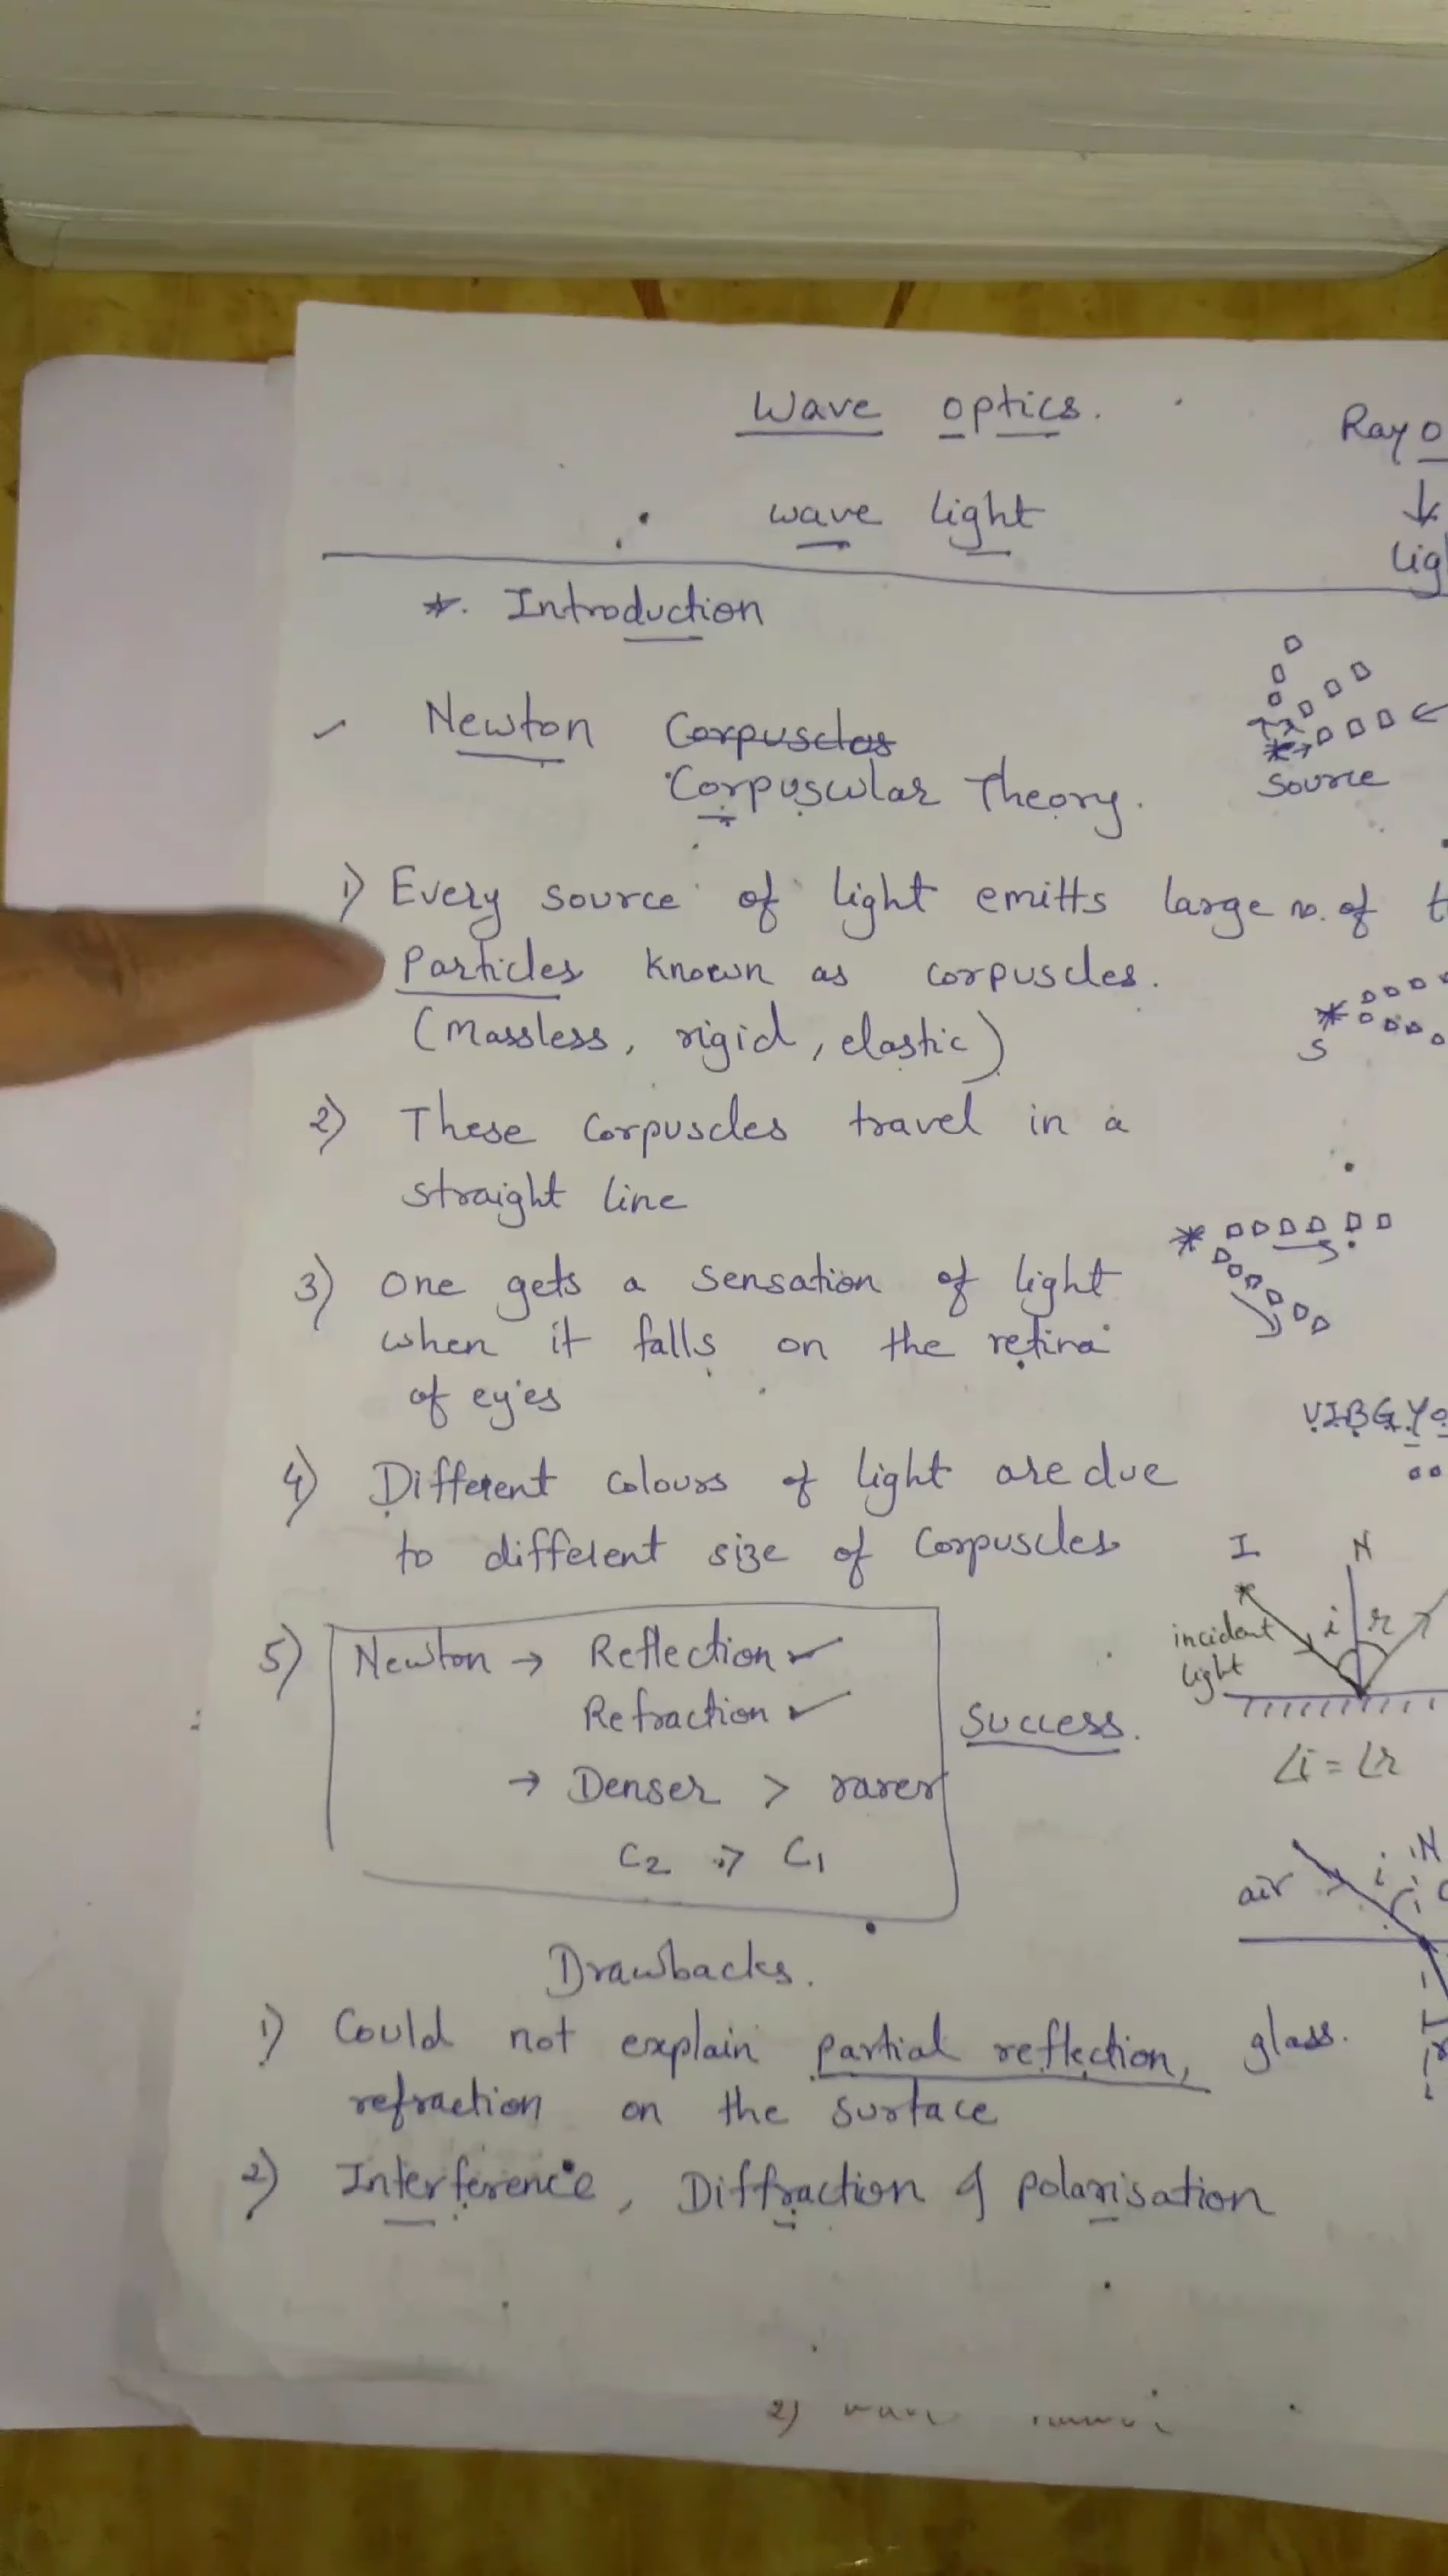 Wave optics.
Ray o
wave light
Lig
*. Introduction
Newton Corpuscles
Corpuscular Theory.
Source
1) Every source of light emitts large no. of t
Particles known as corpuscles.
(Massless, rigid, elastic)
S
2) These Corpuscles travel in a
straight line
3) One gets a sensation of light
when it falls on the retina
of eyes
VIBGYO
4) Different colours of light are due
to different size of Corpuscles
I N
i r
incident
light
5) Newton → Reflection ✓
Refraction ✓
Success.
∠i = ∠r
→ Denser > rarer
C2 > C1
N
air i
Drawbacks.
1) Could not explain partial reflection,
glass.
r
refraction on the surface
2) Interference, Diffraction & polarisation
2)